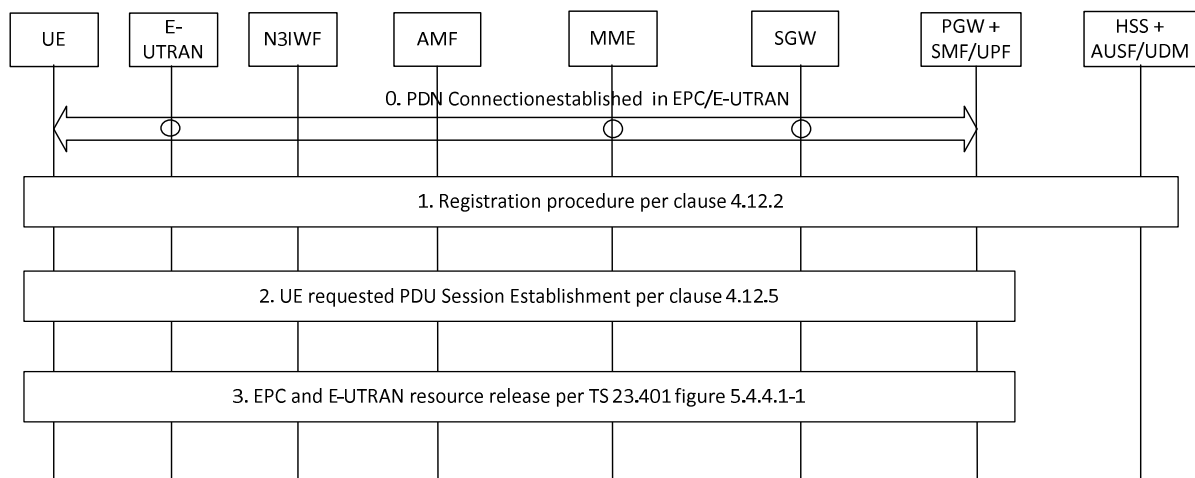 UE
E-
UTRAN
N3IWF
AMF
MME
SGW
PGW +
SMF/UPF
HSS +
AUSF/UDM
0. PDN Connectionestablished in EPC/E-UTRAN
1. Registration procedure per clause 4.12.2
2. UE requested PDU Session Establishment per clause 4.12.5
3. EPC and E-UTRAN resource release per TS 23.401 figure 5.4.4.1-1